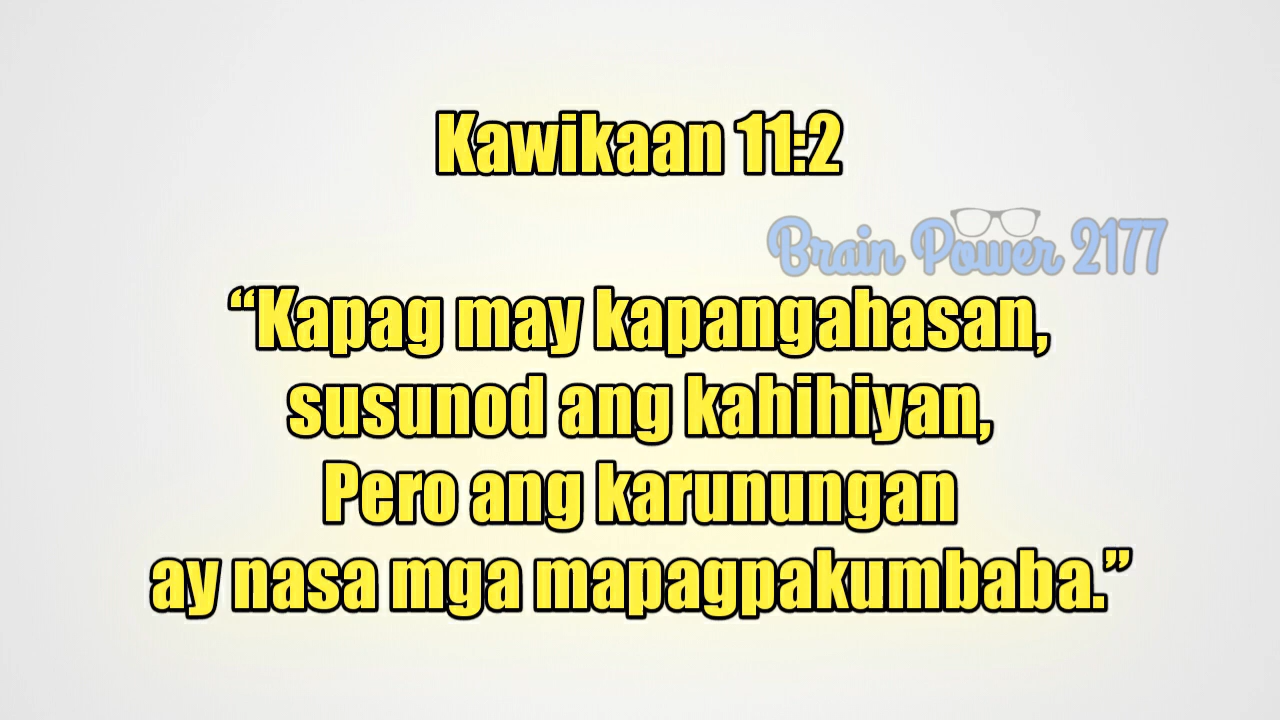 Kawikaan 11:2
Brain Power 2177
“Kapag may kapangahasan,
susunod ang kahihiyan,
Pero ang karunungan
ay nasa mga mapagpakumbaba.”